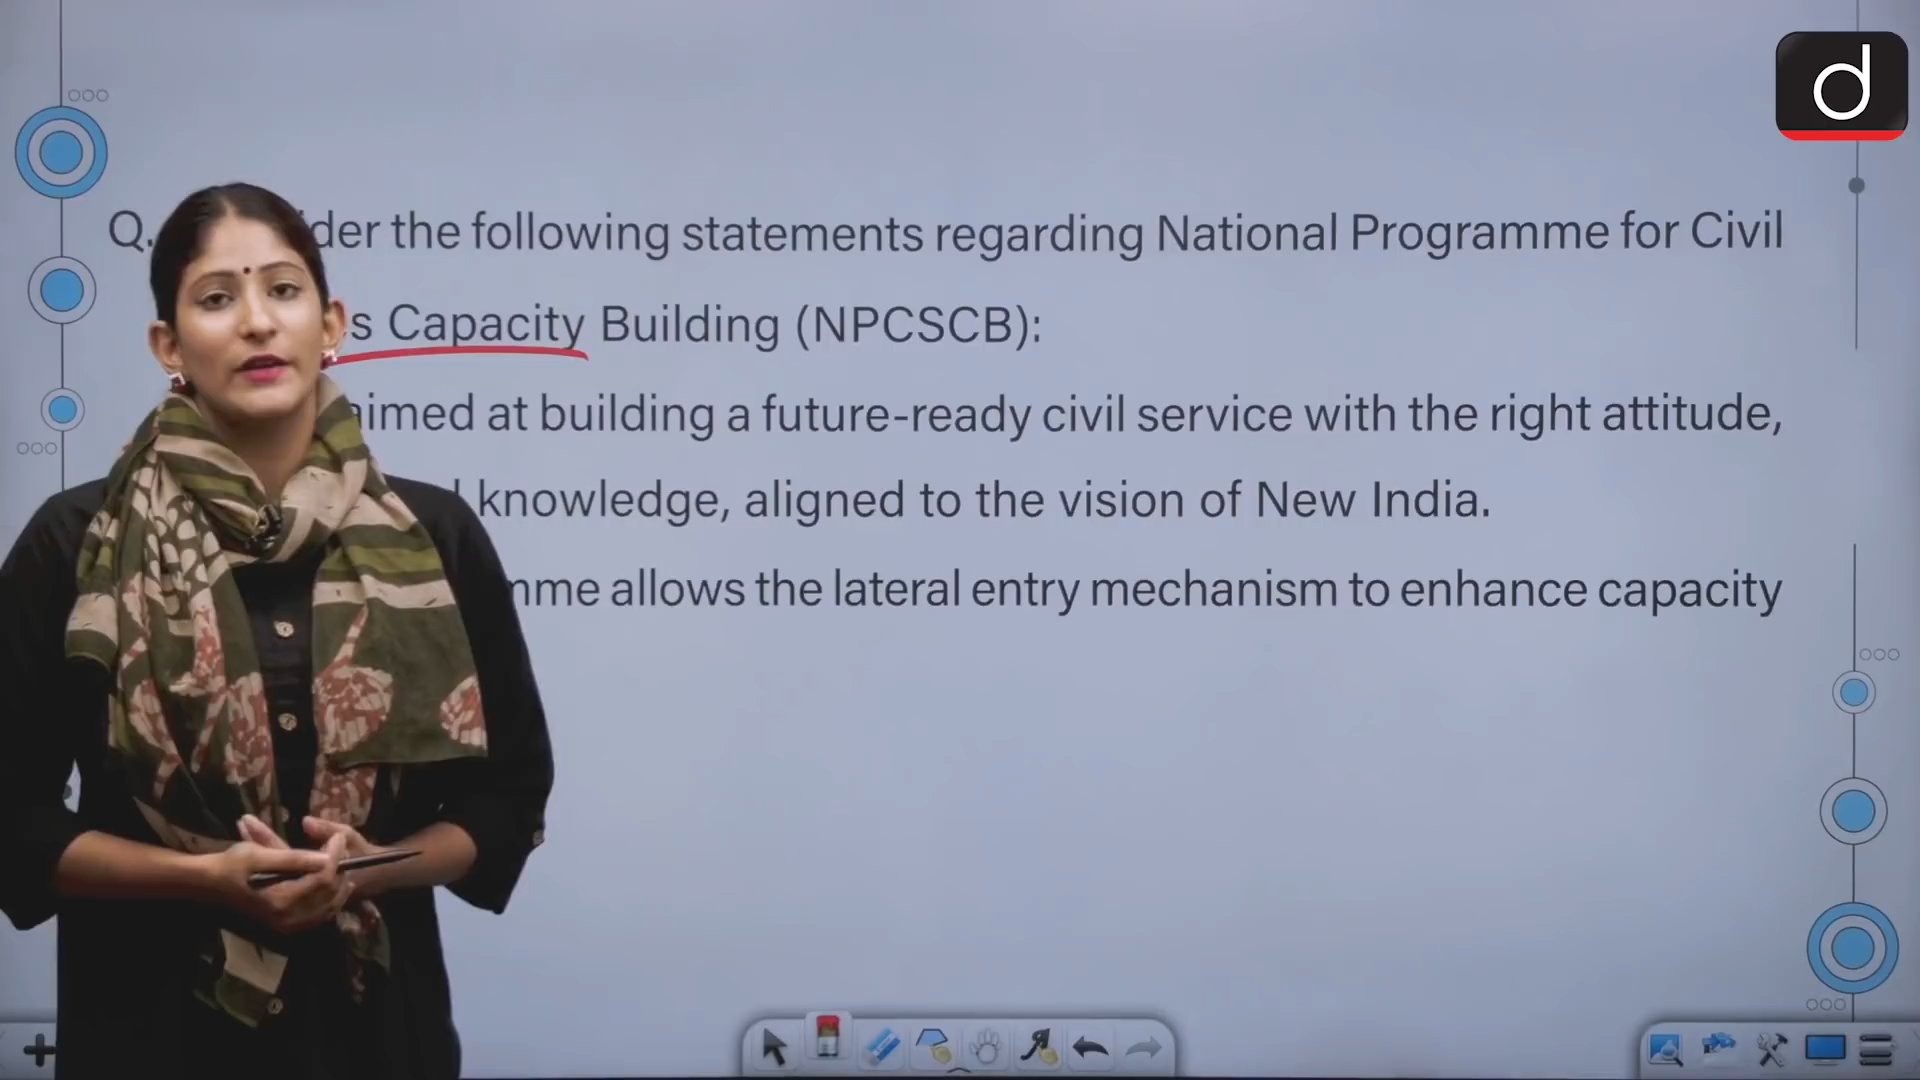 Q. der the following statements regarding National Programme for Civil
s Capacity Building (NPCSCB):
aimed at building a future-ready civil service with the right attitude,
knowledge, aligned to the vision of New India.
mme allows the lateral entry mechanism to enhance capacity
d